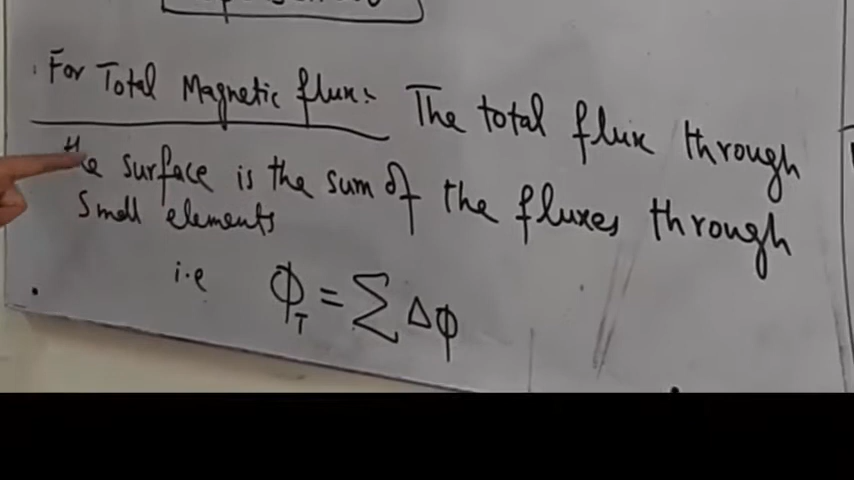 For Total Magnetic flux:- The total flux through
the surface is the sum of the fluxes through
Small elements
i.e Φ_T = ∑ Δϕ